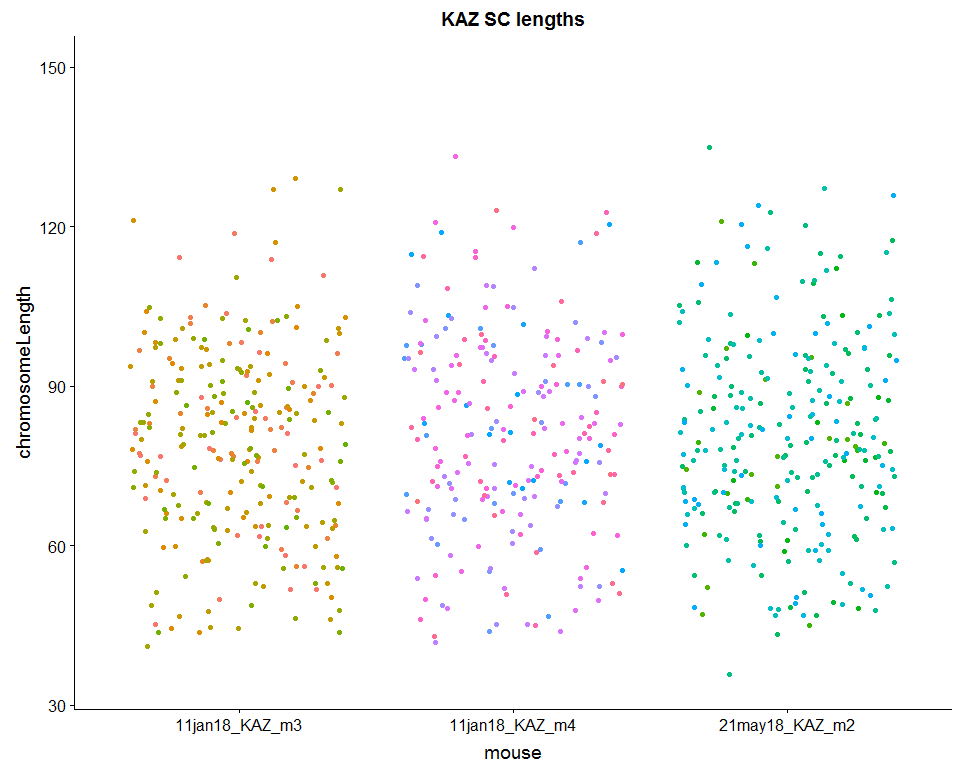 KAZ SC lengths
150
120
90
60
30
chromosomeLength
11jan18_KAZ_m3
11jan18_KAZ_m4
21may18_KAZ_m2
mouse